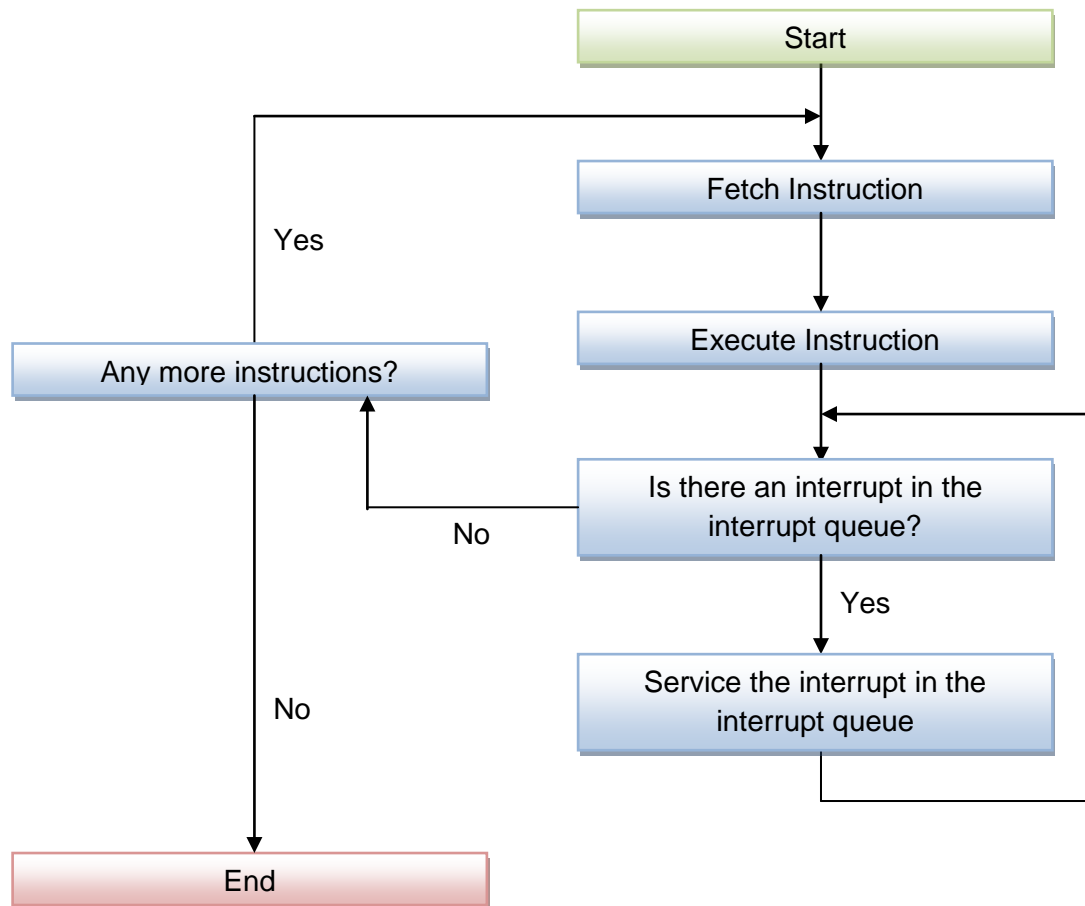 Start
Fetch Instruction
Yes
Execute Instruction
Any more instructions?
Is there an interrupt in the
interrupt queue?
No
Yes
Service the interrupt in the
interrupt queue
No
End